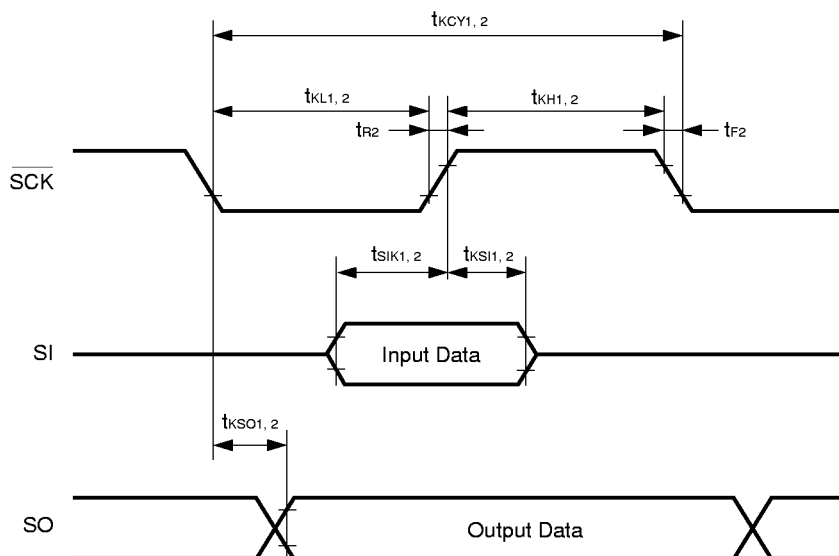 tKCY1, 2
tKL1, 2
tKH1, 2
tR2
tF2
SCK
tSIK1, 2
tKSI1, 2
SI
Input Data
tKSO1, 2
SO
Output Data